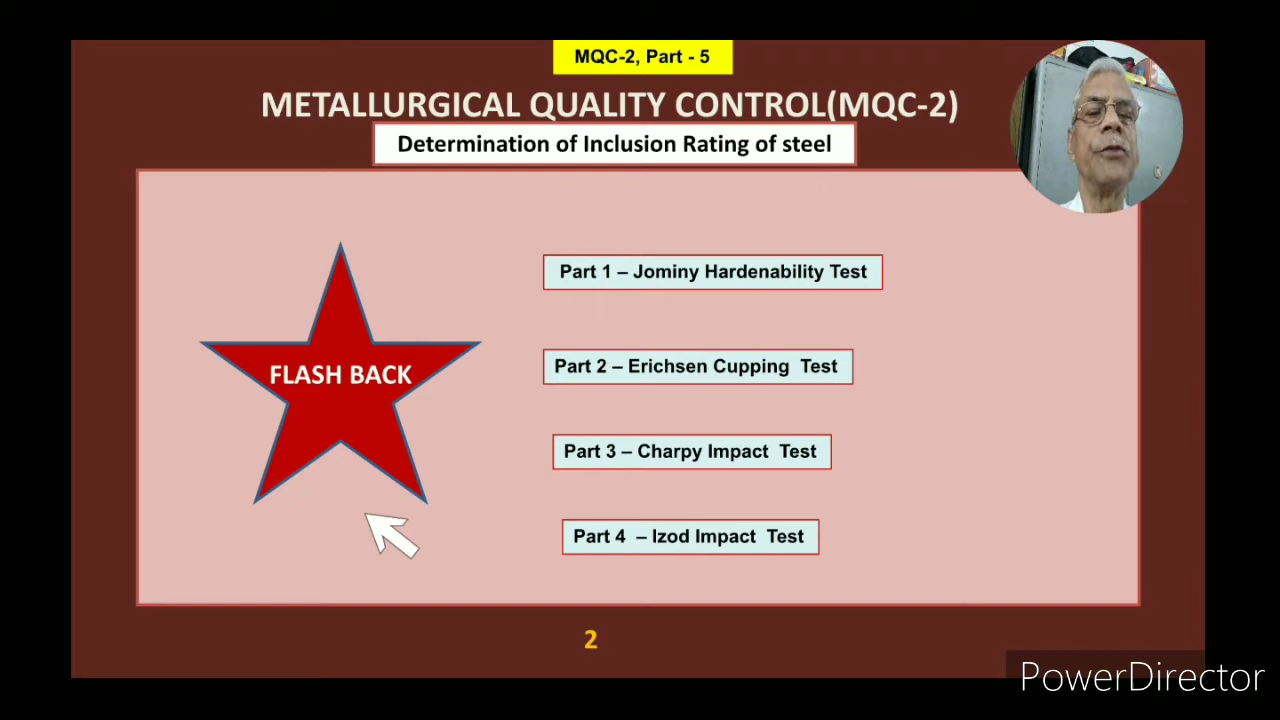 MQC-2, Part - 5
METALLURGICAL QUALITY CONTROL(MQC-2)
Determination of Inclusion Rating of steel
FLASH BACK
Part 1 – Jominy Hardenability Test
Part 2 – Erichsen Cupping Test
Part 3 – Charpy Impact Test
Part 4 – Izod Impact Test
2
PowerDirector